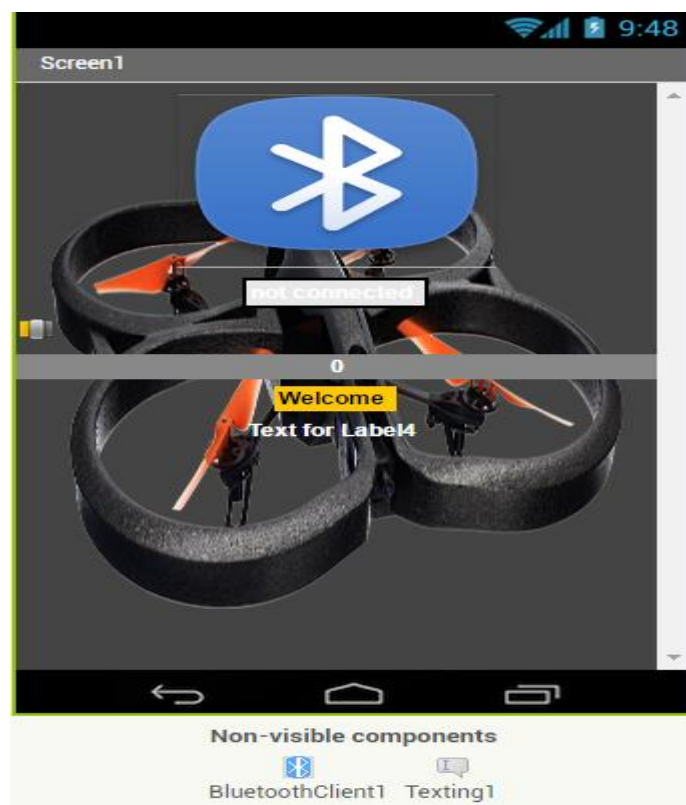 9:48
Screen1
not connected
0
Welcome
Text for Label4
Non-visible components
BluetoothClient1 Texting1